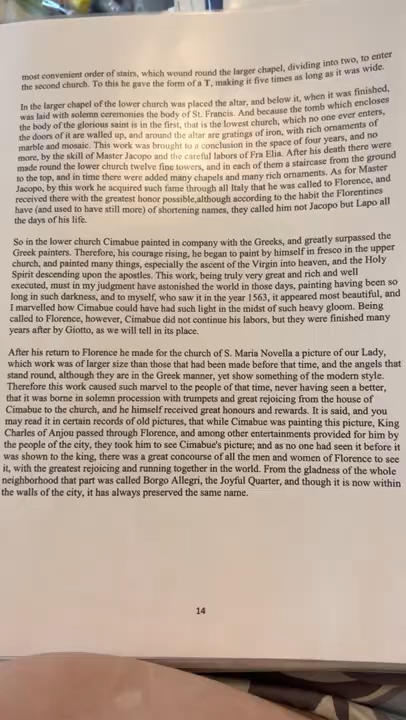 most convenient order of stairs, which wound round the larger chapel, dividing into two, to enter
the second church. To this he gave the form of a T, making it five times as long as it was wide.
In the larger chapel of the lower church was placed the altar, and below it, when it was finished,
was laid with solemn ceremonies the body of St. Francis. And because the tomb which encloses
the body of the glorious saint is in the first, that is the lowest church, which no one ever enters,
the doors of it are walled up, and around the altar are gratings of iron, with rich ornaments of
marble and mosaic. This work was brought to a conclusion in the space of four years, and no
more, by the skill of Master Jacopo and the careful labors of Fra Elia. After his death there were
made round the lower church twelve fine towers, and in each of them a staircase from the ground
to the top, and in time there were added many chapels and many rich ornaments. As for Master
Jacopo, by this work he acquired such fame through all Italy that he was called to Florence, and
received there with the greatest honor possible,although according to the habit the Florentines
have (and used to have still more) of shortening names, they called him not Jacopo but Lapo all
the days of his life.
So in the lower church Cimabue painted in company with the Greeks, and greatly surpassed the
Greek painters. Therefore, his courage rising, he began to paint by himself in fresco in the upper
church, and painted many things, especially the ascent of the Virgin into heaven, and the Holy
Spirit descending upon the apostles. This work, being truly very great and rich and well
executed, must in my judgment have astonished the world in those days, painting having been so
long in such darkness, and to myself, who saw it in the year 1563, it appeared most beautiful, and
I marvelled how Cimabue could have had such light in the midst of such heavy gloom. Being
called to Florence, however, Cimabue did not continue his labors, but they were finished many
years after by Giotto, as we will tell in its place.
After his return to Florence he made for the church of S. Maria Novella a picture of our Lady,
which work was of larger size than those that had been made before that time, and the angels that
stand round, although they are in the Greek manner, yet show something of the modern style.
Therefore this work caused such marvel to the people of that time, never having seen a better,
that it was borne in solemn procession with trumpets and great rejoicing from the house of
Cimabue to the church, and he himself received great honours and rewards. It is said, and you
may read it in certain records of old pictures, that while Cimabue was painting this picture, King
Charles of Anjou passed through Florence, and among other entertainments provided for him by
the people of the city, they took him to see Cimabue's picture; and as no one had seen it before it
was shown to the king, there was a great concourse of all the men and women of Florence to see
it, with the greatest rejoicing and running together in the world. From the gladness of the whole
neighborhood that part was called Borgo Allegri, the Joyful Quarter, and though it is now within
the walls of the city, it has always preserved the same name.
14